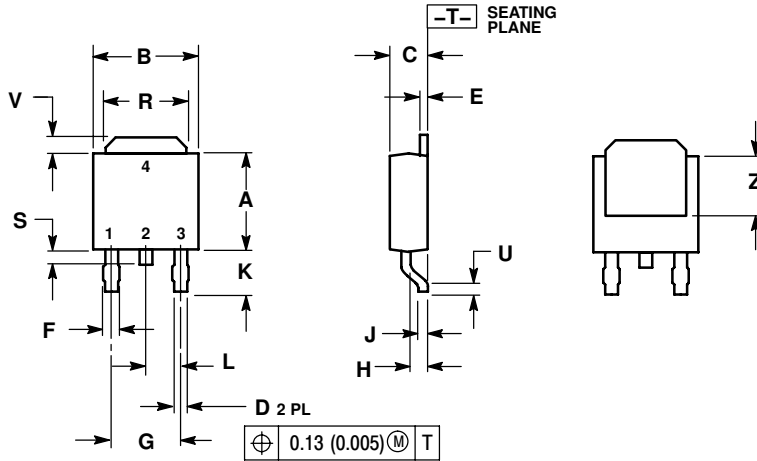 –T– SEATING
PLANE
B
C
V
R
E
4
A
Z
S
1 2 3
K
U
F
J
L
H
D 2 PL
G
⌖ 0.13 (0.005) Ⓜ T